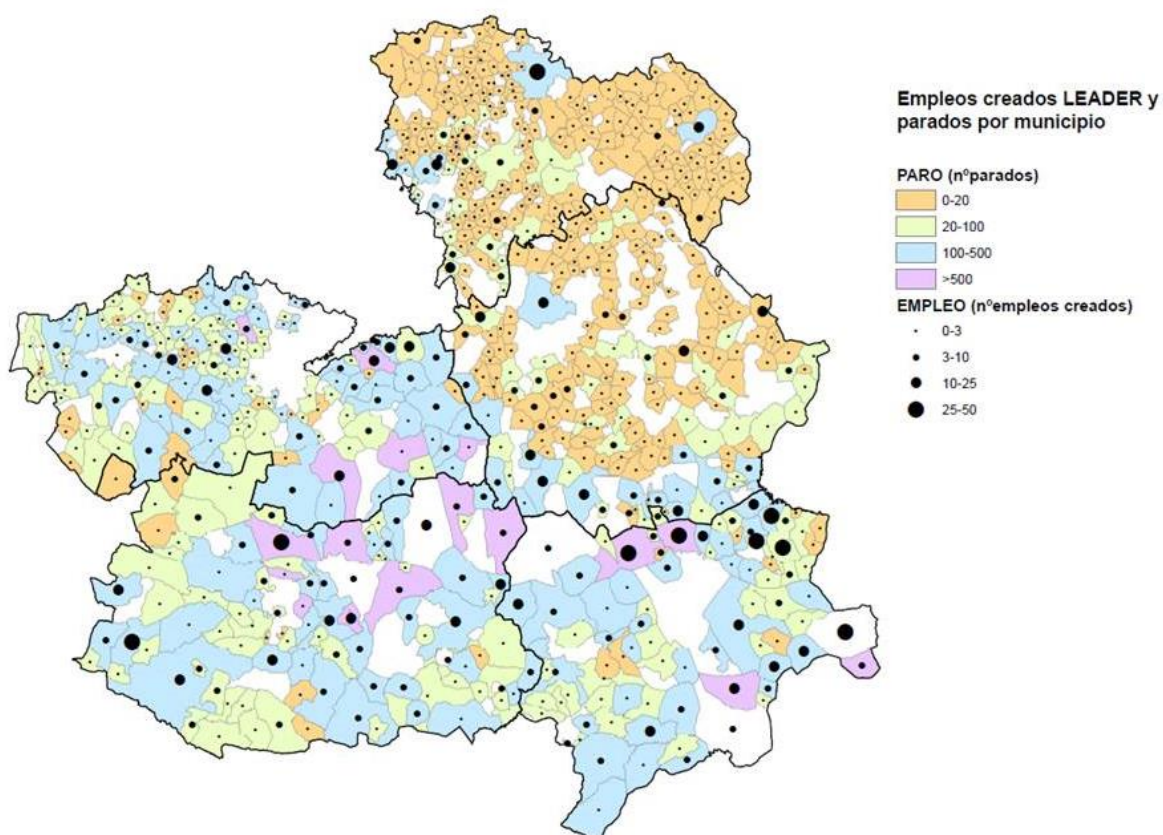 Empleos creados LEADER y
parados por municipio
PARO (nºparados)
0-20
20-100
100-500
>500
EMPLEO (nºempleos creados)
0-3
3-10
10-25
25-50